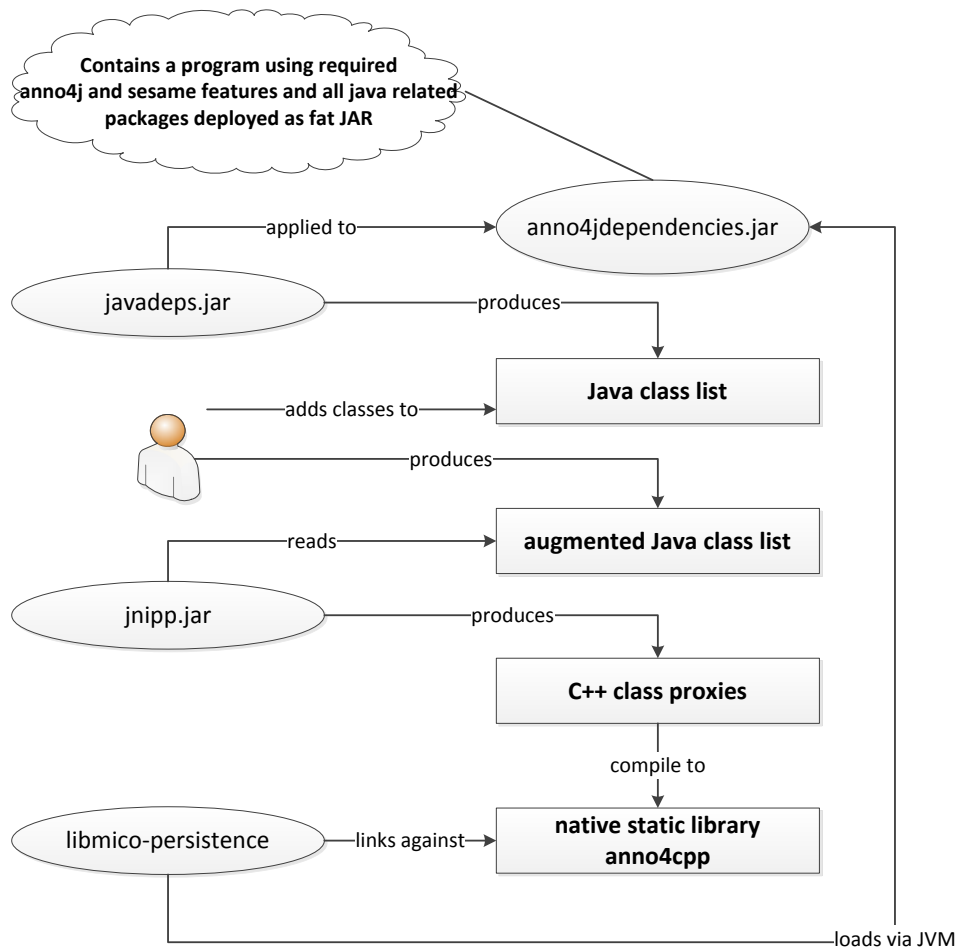 Contains a program using required
anno4j and sesame features and all java related
packages deployed as fat JAR
applied to
anno4jdependencies.jar
javadeps.jar
produces
Java class list
adds classes to
produces
augmented Java class list
reads
jnipp.jar
produces
C++ class proxies
compile to
libmico-persistence
links against
native static library
anno4cpp
loads via JVM